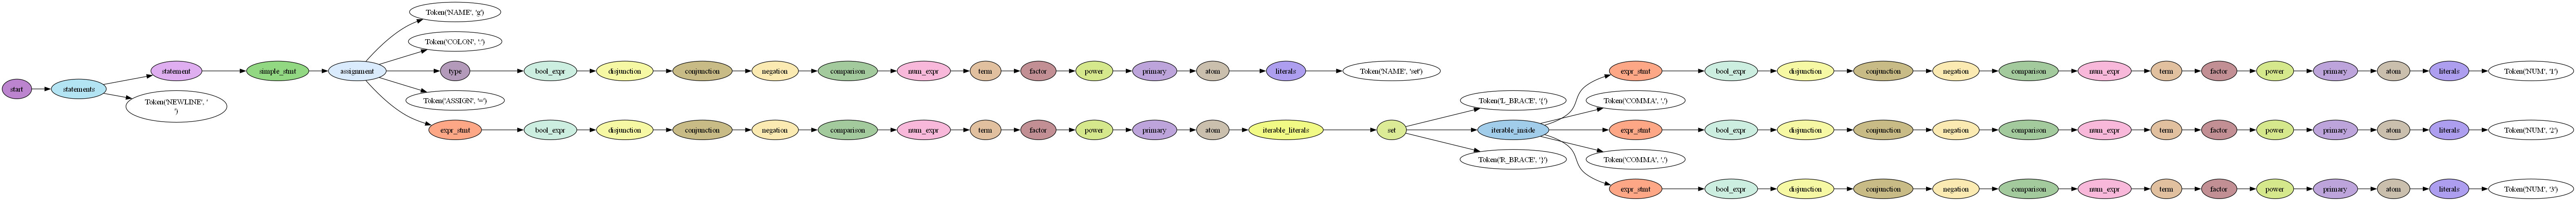 Token('NAME', 'g')
Token('COLON', ':')
start
statements
statement
simple_stmt
assignment
type
bool_expr
disjunction
conjunction
negation
comparison
num_expr
term
factor
power
primary
atom
literals
Token('NAME', 'set')
Token('NEWLINE', '
')
Token('ASSIGN', '=')
expr_stmt
bool_expr
disjunction
conjunction
negation
comparison
num_expr
term
factor
power
primary
atom
iterable_literals
set
Token('L_BRACE', '{')
iterable_inside
Token('R_BRACE', '}')
expr_stmt
bool_expr
disjunction
conjunction
negation
comparison
num_expr
term
factor
power
primary
atom
literals
Token('NUM', '1')
Token('COMMA', ',')
expr_stmt
bool_expr
disjunction
conjunction
negation
comparison
num_expr
term
factor
power
primary
atom
literals
Token('NUM', '2')
Token('COMMA', ',')
expr_stmt
bool_expr
disjunction
conjunction
negation
comparison
num_expr
term
factor
power
primary
atom
literals
Token('NUM', '3')